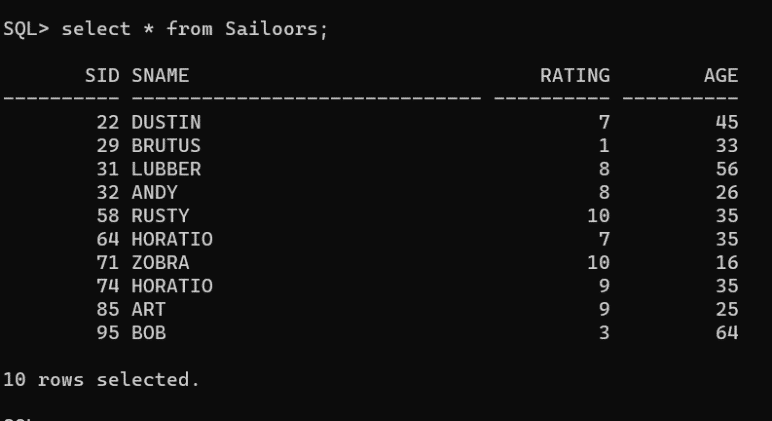 SQL> select * from Sailoors;
SID SNAME RATING AGE
---------- ------------------------------ ---------- ----------
22 DUSTIN 7 45
29 BRUTUS 1 33
31 LUBBER 8 56
32 ANDY 8 26
58 RUSTY 10 35
64 HORATIO 7 35
71 ZOBRA 10 16
74 HORATIO 9 35
85 ART 9 25
95 BOB 3 64
10 rows selected.